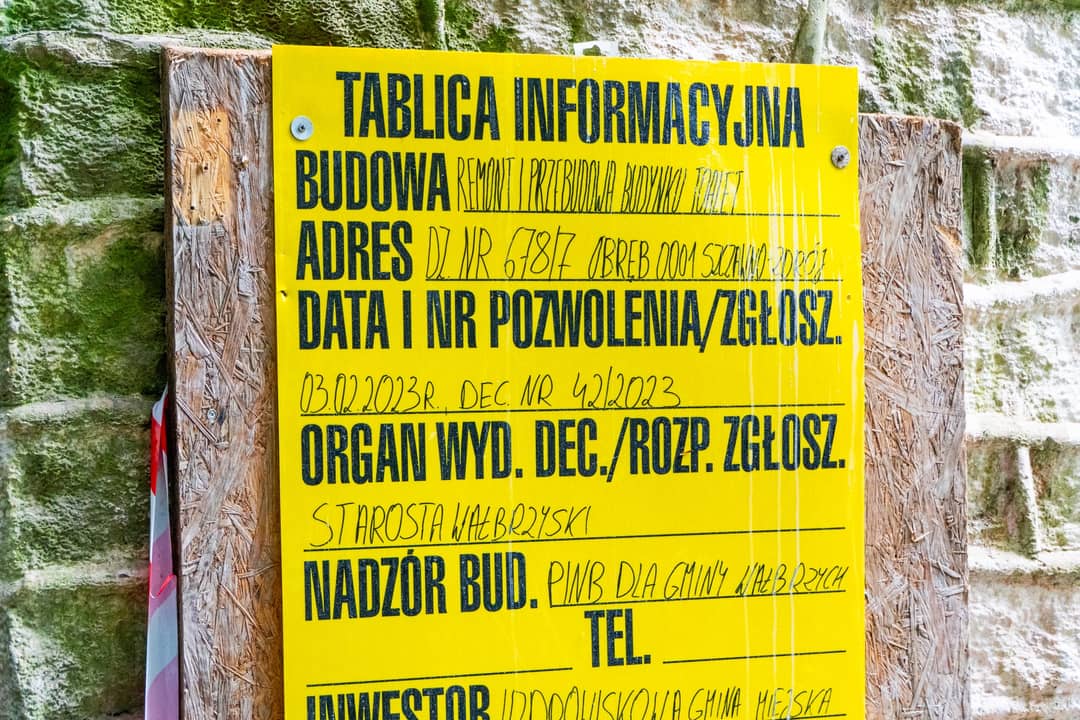 TABLICA INFORMACYJNA
BUDOWA REMONT I PRZEBUDOWA BUDYNKU TOALET
ADRES DZ. NR 678/7 OBRĘB 0001 SZCZAWNO-ZDRÓJ
DATA I NR POZWOLENIA/ZGŁOSZ.
03.02.2023R., DEC. NR 42/2023
ORGAN WYD. DEC./ROZP. ZGŁOSZ.
STAROSTA WAŁBRZYSKI
NADZÓR BUD. PINB DLA GMINY WAŁBRZYCH
TEL.
INWESTOR UZDROWISKOWA GMINA MIEJSKA